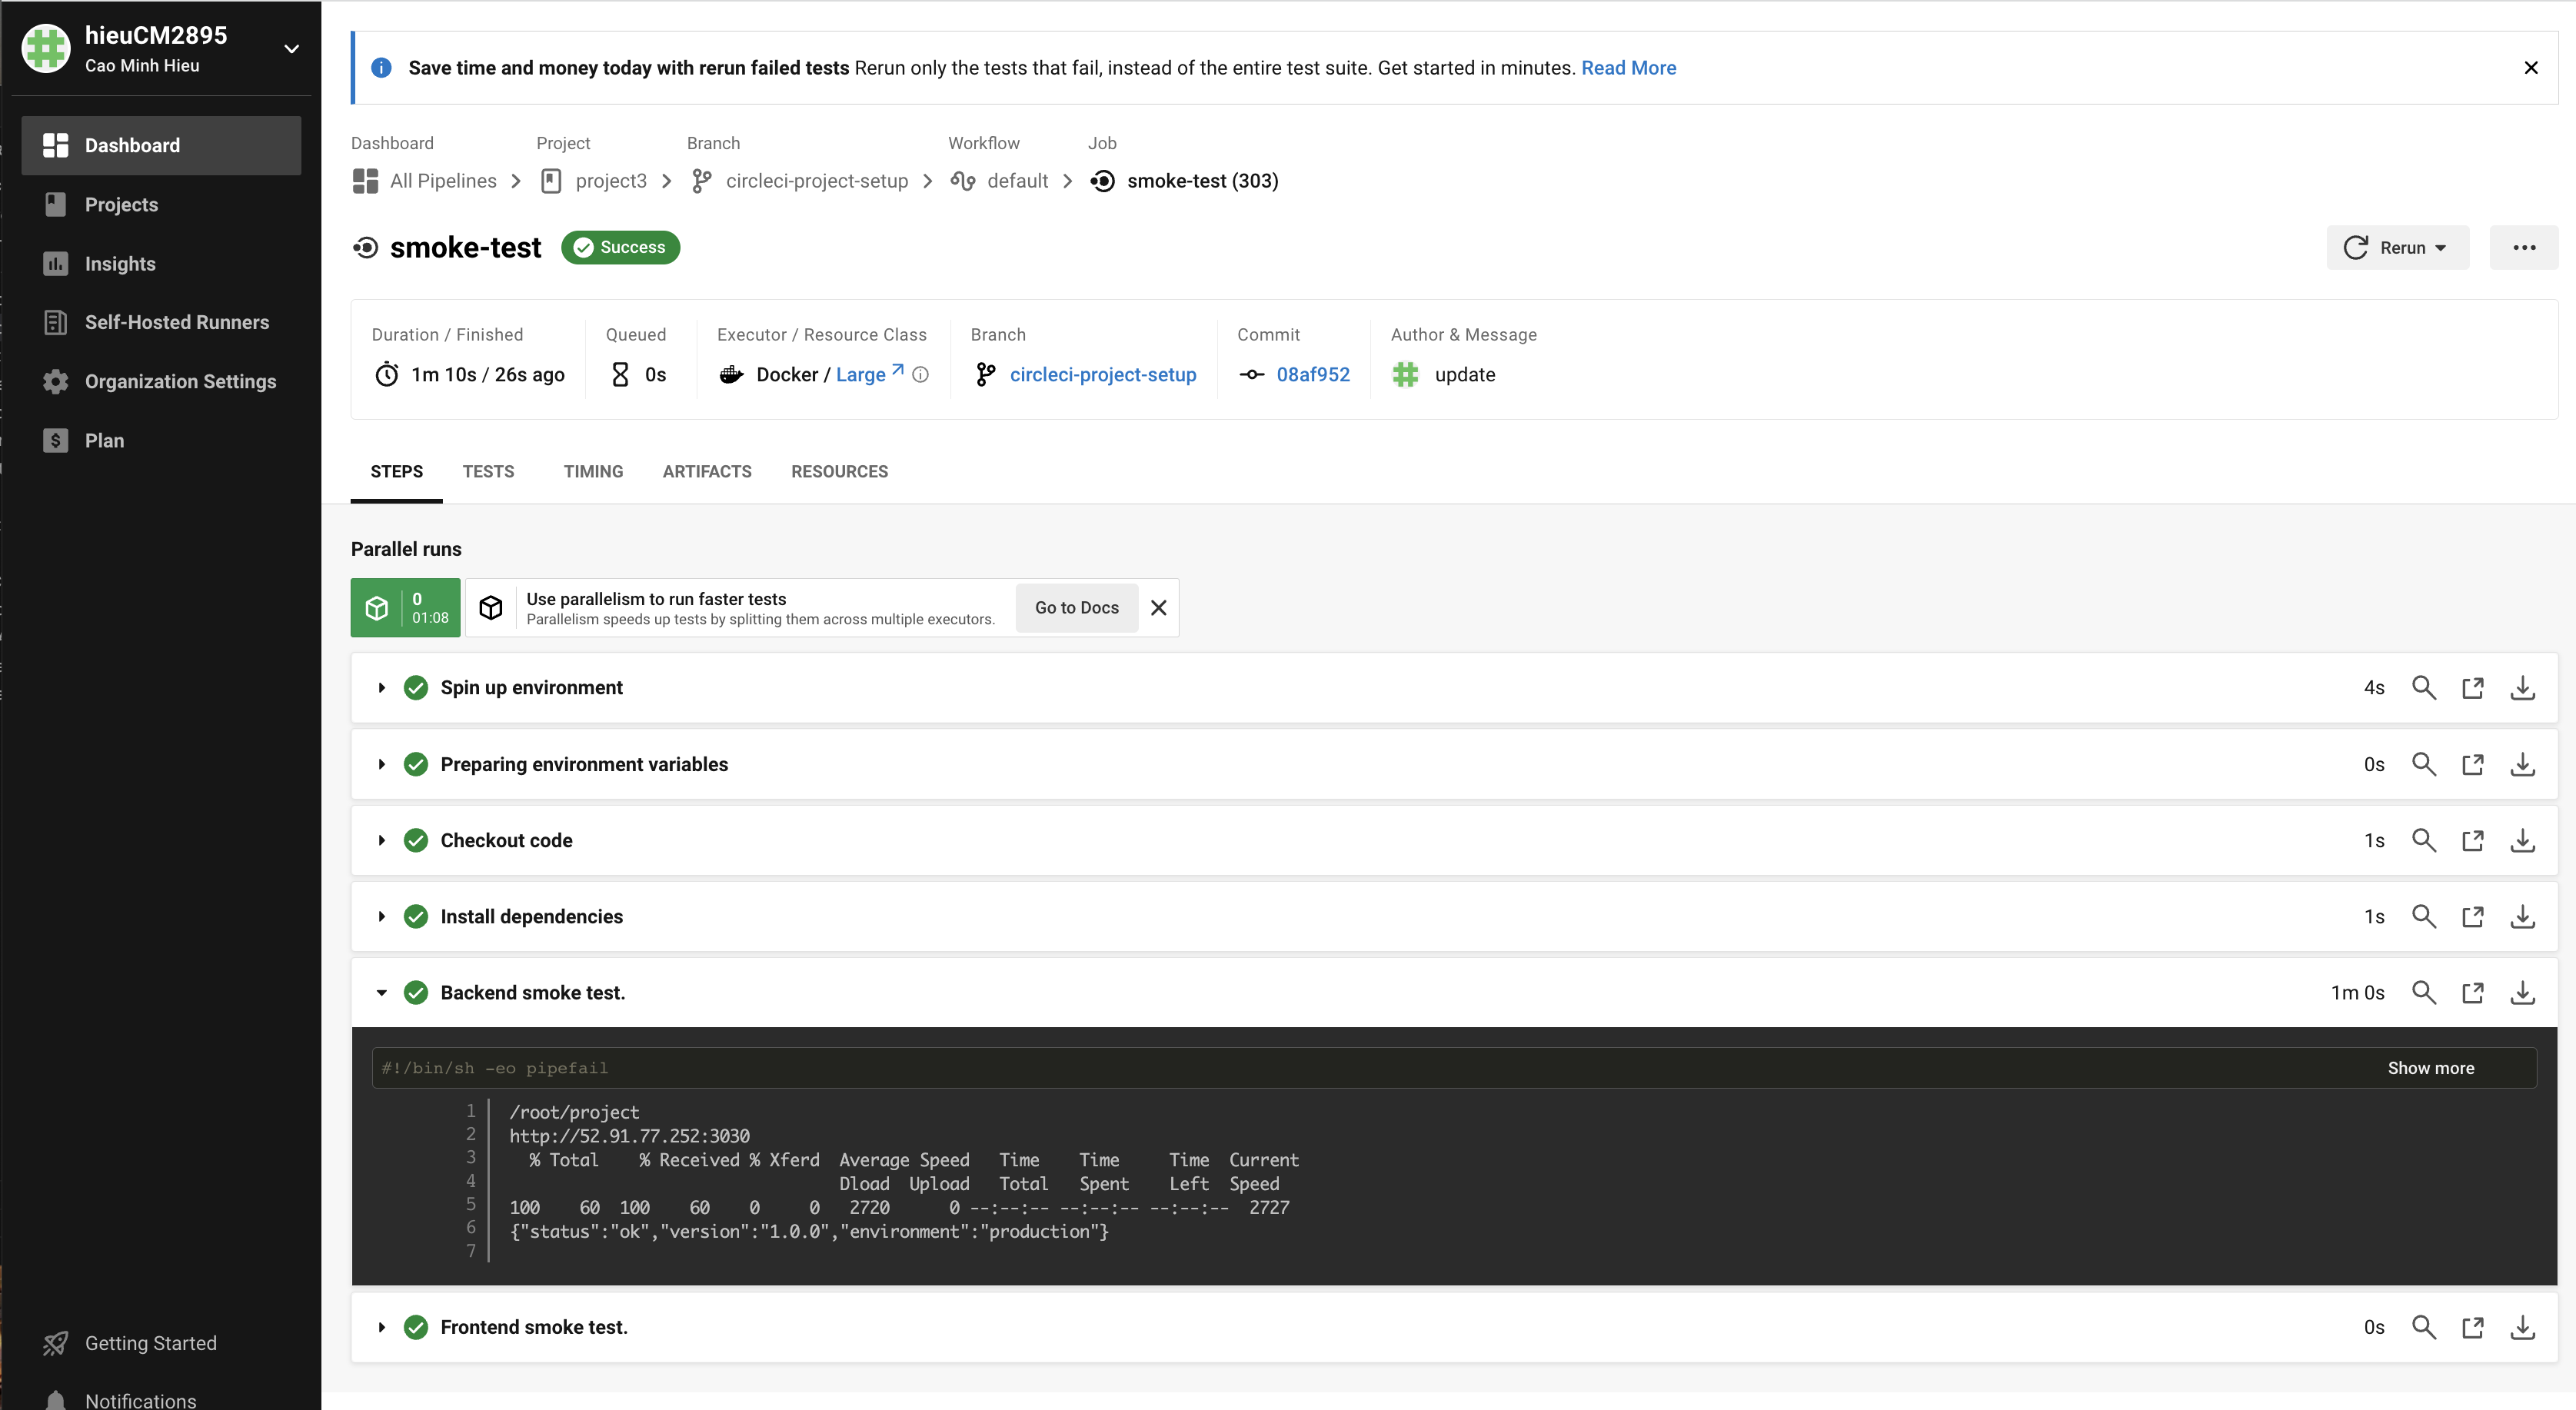 hieuCM2895
Cao Minh Hieu
Dashboard
Projects
Insights
Self-Hosted Runners
Organization Settings
Plan
Getting Started
Notifications
Save time and money today with rerun failed tests Rerun only the tests that fail, instead of the entire test suite. Get started in minutes. Read More
Dashboard Project Branch Workflow Job
All Pipelines project3 circleci-project-setup default smoke-test (303)
smoke-test Success
Rerun
Duration / Finished Queued Executor / Resource Class Branch Commit Author & Message
1m 10s / 26s ago 0s Docker / Large circleci-project-setup 08af952 update
STEPS TESTS TIMING ARTIFACTS RESOURCES
Parallel runs
0
01:08
Use parallelism to run faster tests
Parallelism speeds up tests by splitting them across multiple executors.
Go to Docs
Spin up environment 4s
Preparing environment variables 0s
Checkout code 1s
Install dependencies 1s
Backend smoke test. 1m 0s
#!/bin/sh -eo pipefail Show more
1 /root/project
2 http://52.91.77.252:3030
3 % Total % Received % Xferd Average Speed Time Time Time Current
4 Dload Upload Total Spent Left Speed
5 100 60 100 60 0 0 2720 0 --:--:-- --:--:-- --:--:-- 2727
6 {"status":"ok","version":"1.0.0","environment":"production"}
7
Frontend smoke test. 0s